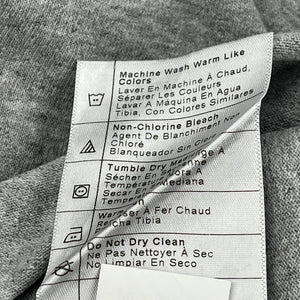 Machine Wash Warm Like
Colors
Laver En Machine À Chaud,
Séparer Les Couleurs
Lavar A Máquina En Agua
Tibia, Con Colores Similares
Non-Chlorine Bleach
Agent De Blanchiment Non
Chloré
Blanqueador Sin
Tumble Dry
Sécher En
Température
Secar En
Temperatura Mediana
Warm
À Fer Chaud
Plancha Tibia
Do Not Dry Clean
Ne Pas Nettoyer À Sec
No Limpiar En Seco